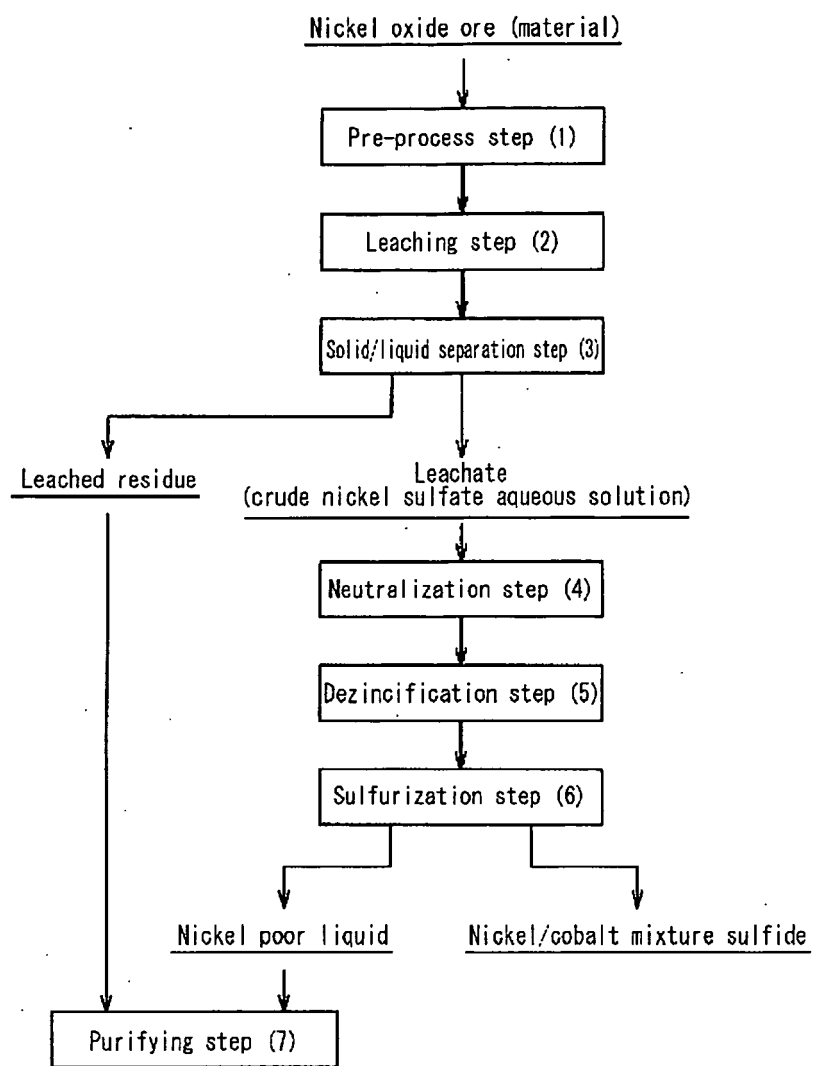 Nickel oxide ore (material)
Pre-process step (1)
Leaching step (2)
Solid/liquid separation step (3)
Leached residue
Leachate
(crude nickel sulfate aqueous solution)
Neutralization step (4)
Dezincification step (5)
Sulfurization step (6)
Nickel poor liquid
Nickel/cobalt mixture sulfide
Purifying step (7)